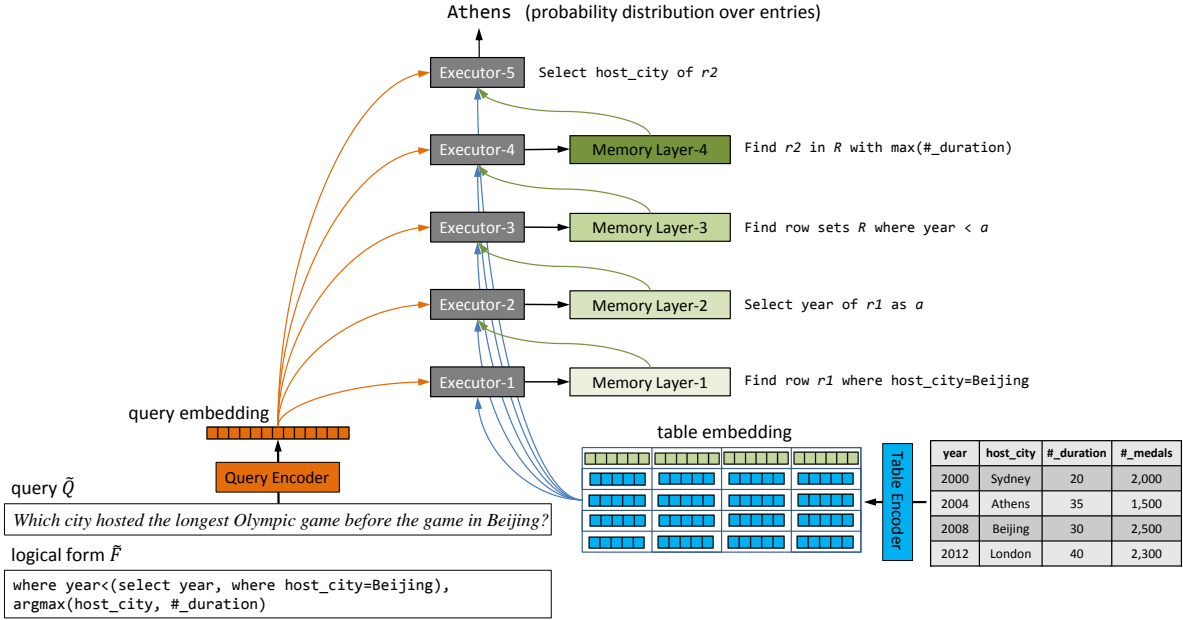 Athens (probability distribution over entries)
Executor-5
Select host_city of r2
Executor-4
Memory Layer-4
Find r2 in R with max(#_duration)
Executor-3
Memory Layer-3
Find row sets R where year < a
Executor-2
Memory Layer-2
Select year of r1 as a
Executor-1
Memory Layer-1
Find row r1 where host_city=Beijing
query embedding
Query Encoder
query Q̃
Which city hosted the longest Olympic game before the game in Beijing?
logical form F̃
where year<(select year, where host_city=Beijing),
argmax(host_city, #_duration)
table embedding
Table Encoder
year host_city #_duration #_medals
2000 Sydney 20 2,000
2004 Athens 35 1,500
2008 Beijing 30 2,500
2012 London 40 2,300